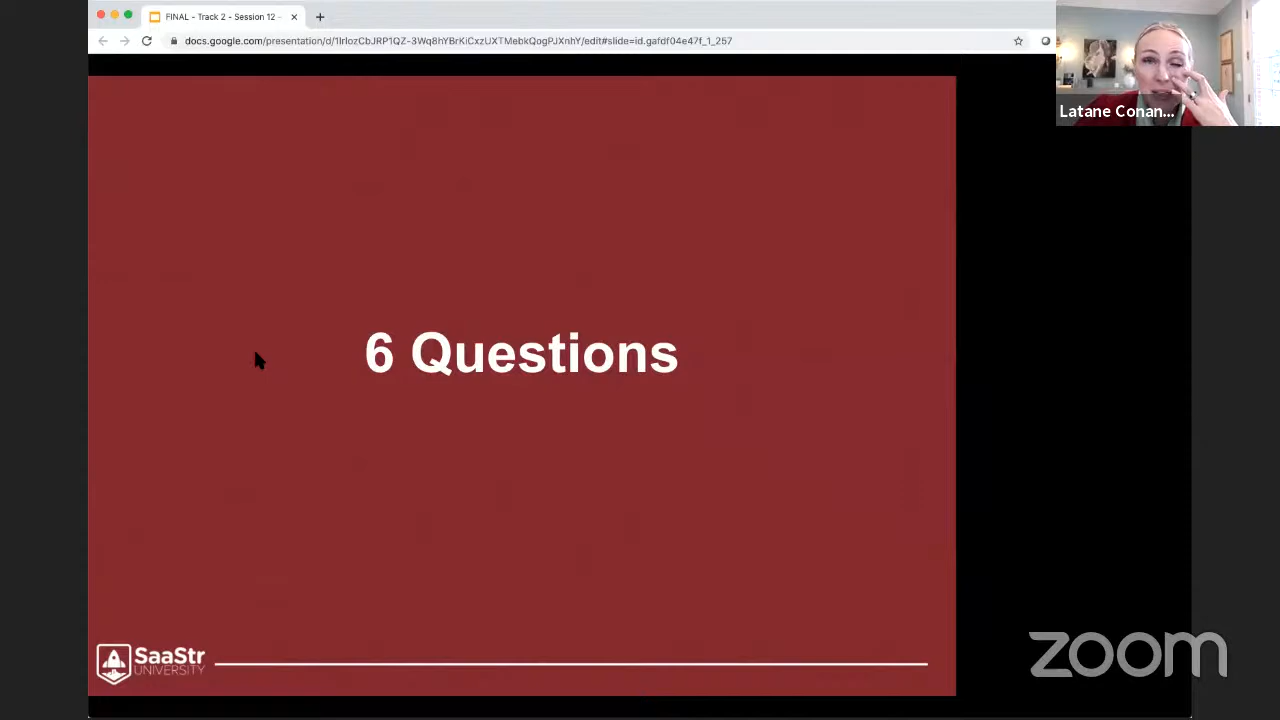 FINAL - Track 2 - Session 12 -
docs.google.com/presentation/d/1IrlozCbJRP1QZ-3Wq8hYBrKiCxzUXTMebkQogPJXnhY/edit#slide=id.gafdf04e47f_1_257
Latane Conan...
6 Questions
SaaStr
UNIVERSITY
zoom